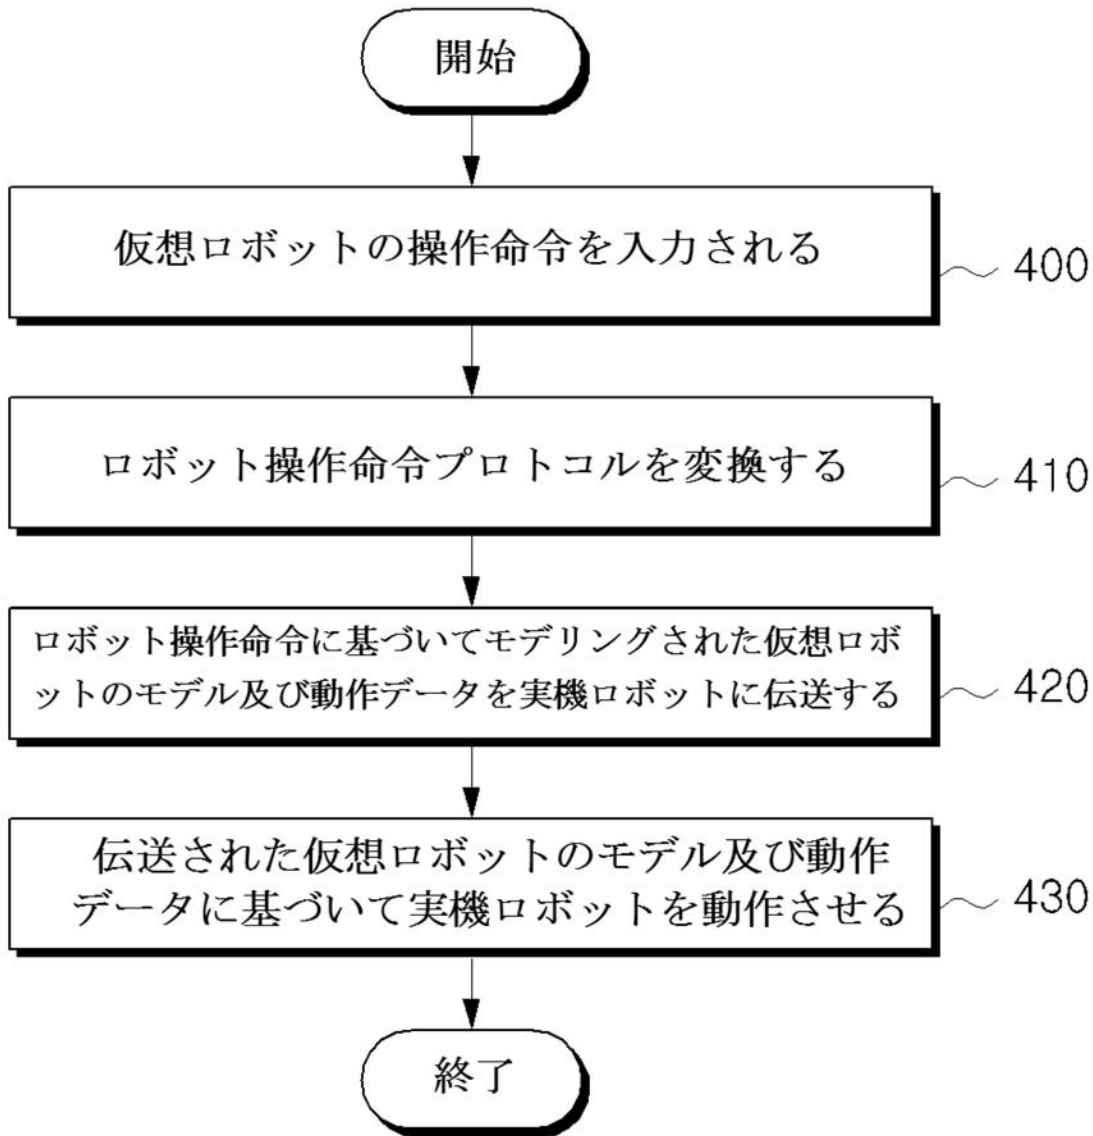 開始
仮想ロボットの操作命令を入力される
400
ロボット操作命令プロトコルを変換する
410
ロボット操作命令に基づいてモデリングされた仮想ロボ
ットのモデル及び動作データを実機ロボットに伝送する
420
伝送された仮想ロボットのモデル及び動作
データに基づいて実機ロボットを動作させる
430
終了